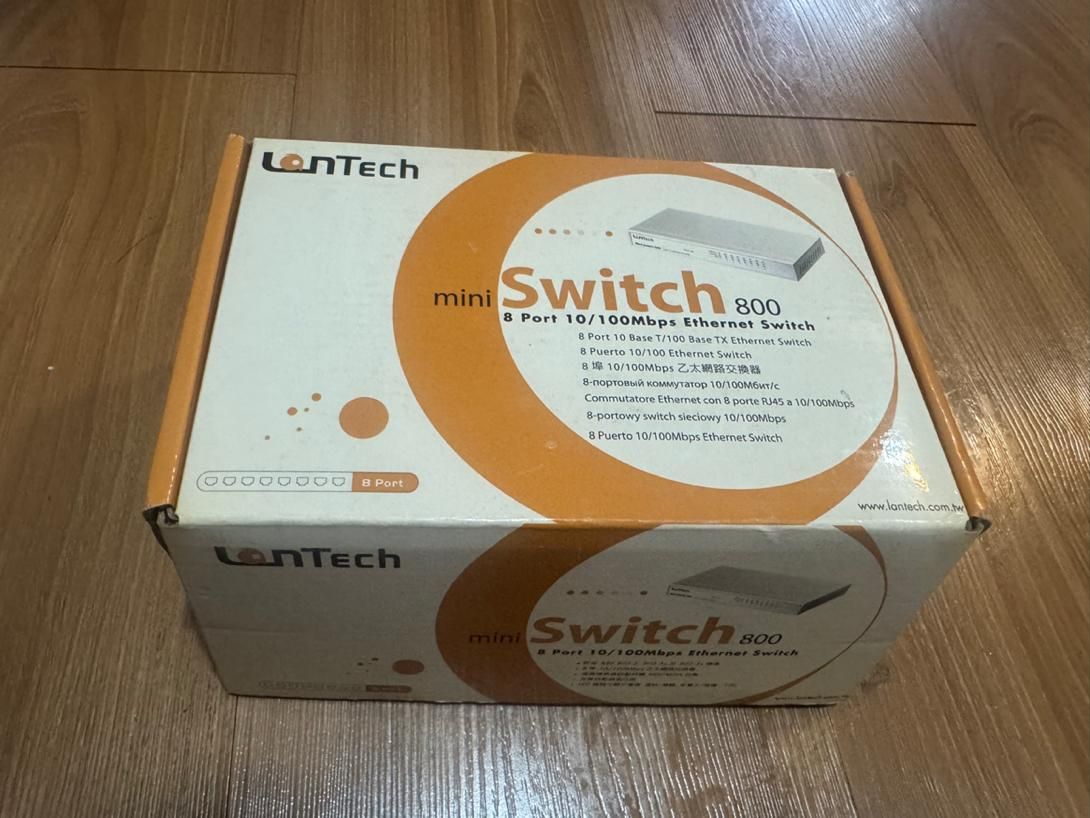 LanTech
mini Switch 800
8 Port 10/100Mbps Ethernet Switch
8 Port 10 Base T/100 Base TX Ethernet Switch
8 Puerto 10/100 Ethernet Switch
8 埠 10/100Mbps 乙太網路交換器
8-портовый коммутатор 10/100Мбит/с
Commutatore Ethernet con 8 porte RJ45 a 10/100Mbps
8-portowy switch sieciowy 10/100Mbps
8 Puerto 10/100Mbps Ethernet Switch
8 Port
www.lantech.com.tw
LanTech
mini Switch 800
8 Port 10/100Mbps Ethernet Switch